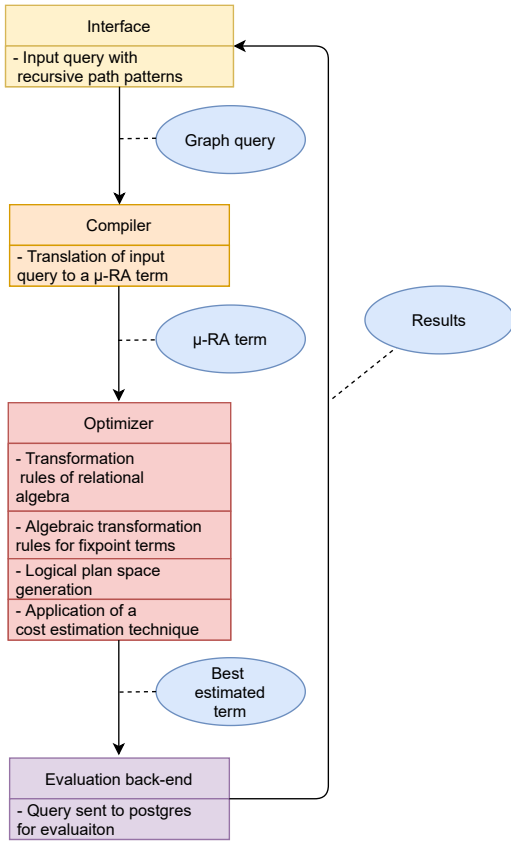 Interface
- Input query with
recursive path patterns
Graph query
Compiler
- Translation of input
query to a μ-RA term
μ-RA term
Results
Optimizer
- Transformation
rules of relational
algebra
- Algebraic transformation
rules for fixpoint terms
- Logical plan space
generation
- Application of a
cost estimation technique
Best
estimated
term
Evaluation back-end
- Query sent to postgres
for evaluaiton